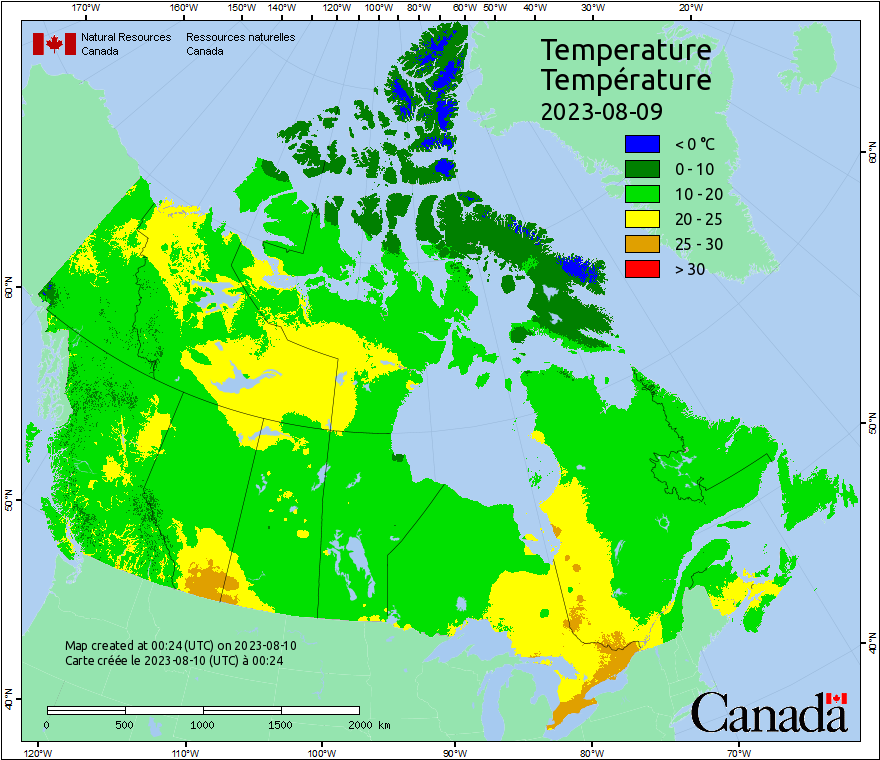 170°W 160°W 150°W 140°W 120°W 100°W 80°W 60°W 50°W 40°W 30°W 20°W
Natural Resources Ressources naturelles
Canada Canada
Temperature
Température
2023-08-09
< 0 °C
0 - 10
10 - 20
20 - 25
25 - 30
> 30
60°N
60°N
50°N
50°N
40°N
40°N
Map created at 00:24 (UTC) on 2023-08-10
Carte créée le 2023-08-10 (UTC) à 00:24
0 500 1000 1500 2000 km
Canada
120°W 110°W 100°W 90°W 80°W 70°W